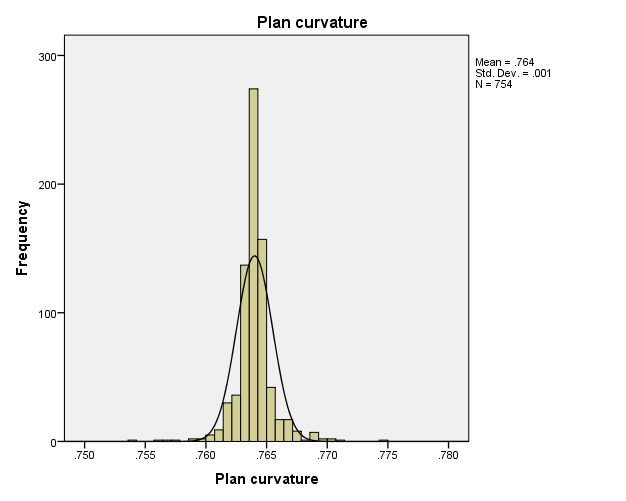 Plan curvature
300
200
100
0
Frequency
.750 .755 .760 .765 .770 .775 .780
Plan curvature
Mean = .764
Std. Dev. = .001
N = 754